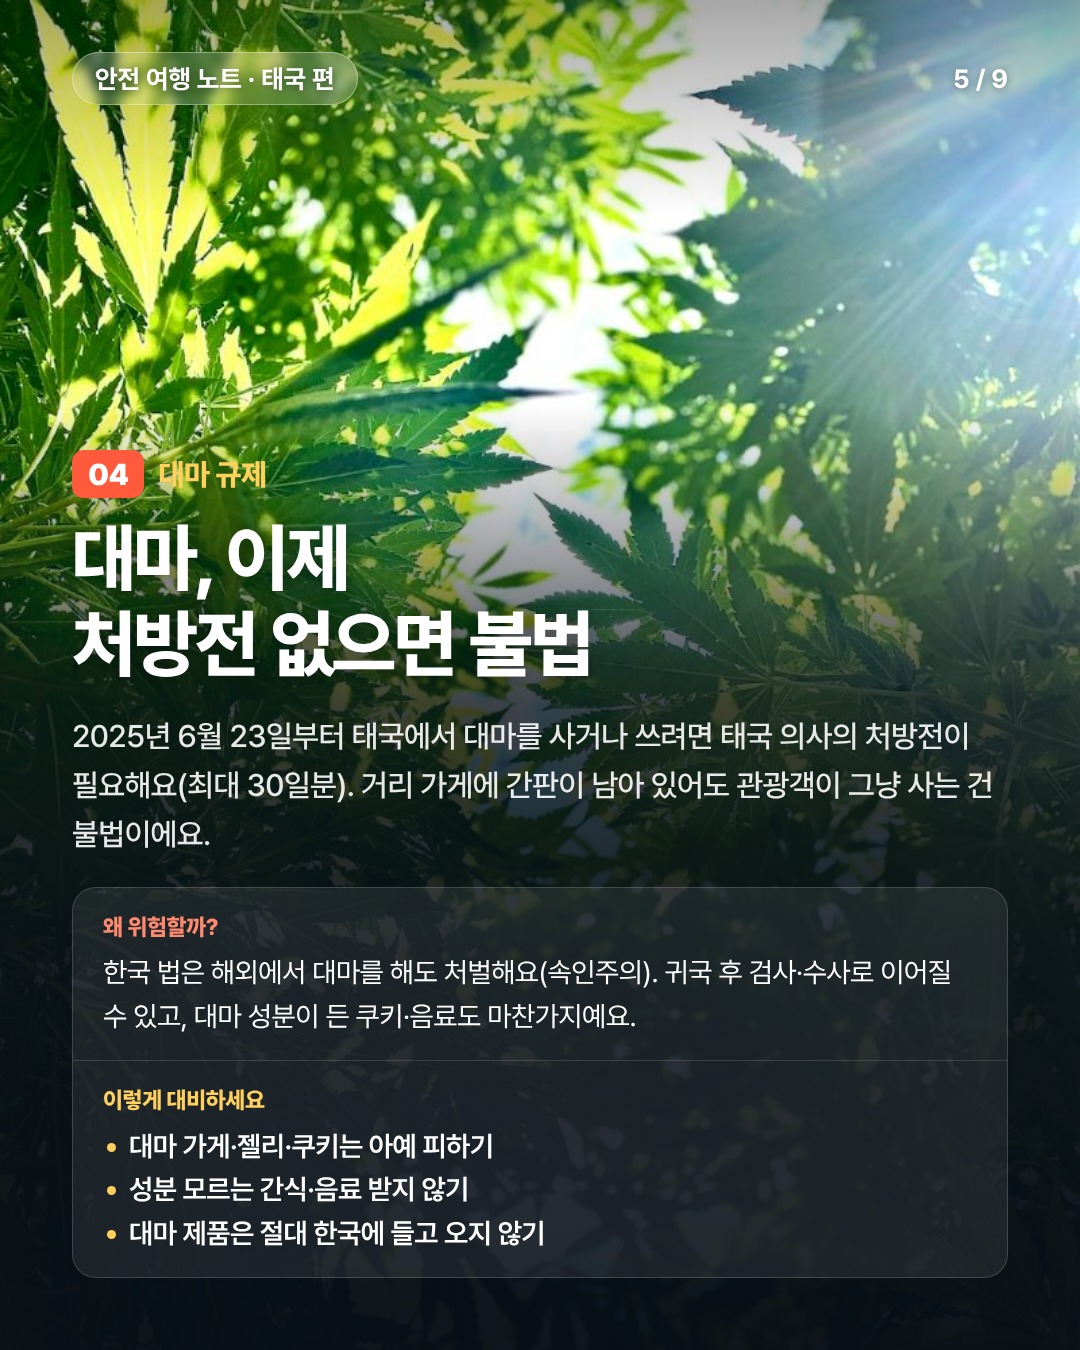 안전 여행 노트 · 태국 편
5 / 9
04 대마 규제
대마, 이제
처방전 없으면 불법
2025년 6월 23일부터 태국에서 대마를 사거나 쓰려면 태국 의사의 처방전이
필요해요(최대 30일분). 거리 가게에 간판이 남아 있어도 관광객이 그냥 사는 건
불법이에요.
왜 위험할까?
한국 법은 해외에서 대마를 해도 처벌해요(속인주의). 귀국 후 검사·수사로 이어질
수 있고, 대마 성분이 든 쿠키·음료도 마찬가지예요.
이렇게 대비하세요
• 대마 가게·젤리·쿠키는 아예 피하기
• 성분 모르는 간식·음료 받지 않기
• 대마 제품은 절대 한국에 들고 오지 않기